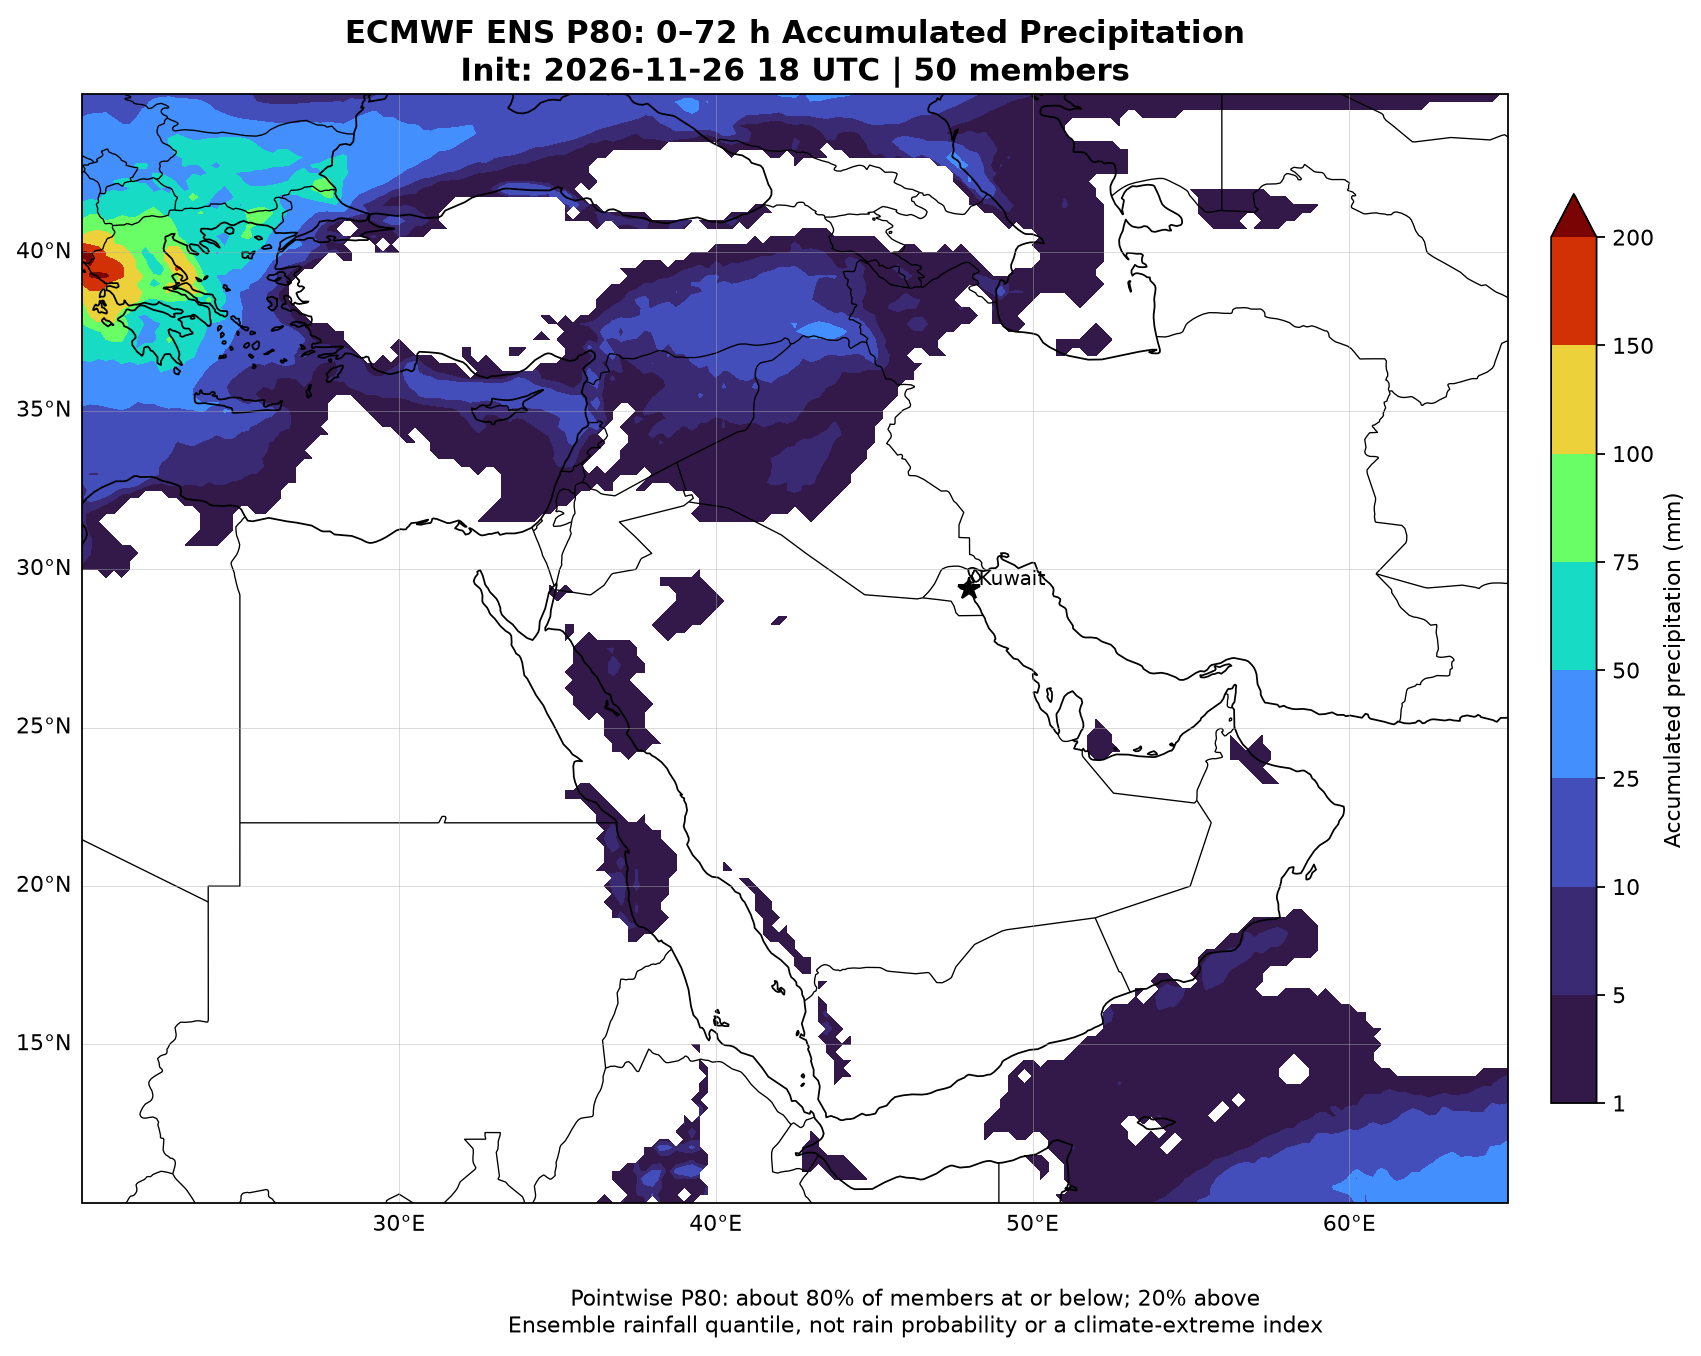 ECMWF ENS P80: 0–72 h Accumulated Precipitation
Init: 2026-11-26 18 UTC | 50 members
40°N
35°N
30°N
25°N
20°N
15°N
Kuwait
30°E
40°E
50°E
60°E
200
150
100
75
50
25
10
5
1
Accumulated precipitation (mm)
Pointwise P80: about 80% of members at or below; 20% above
Ensemble rainfall quantile, not rain probability or a climate-extreme index